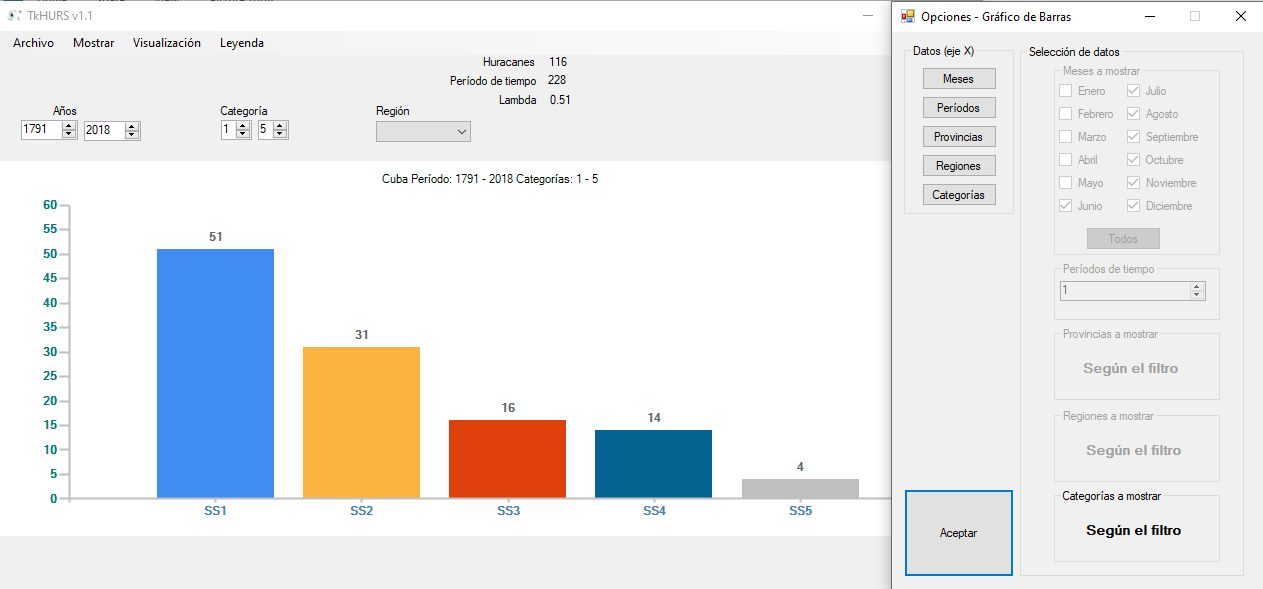 TkHURS v1.1
Archivo Mostrar Visualización Leyenda
Huracanes 116
Período de tiempo 228
Lambda 0.51
Años
1791 2018
Categoría
1 5
Región
Cuba Período: 1791 - 2018 Categorías: 1 - 5
60
55
50
45
40
35
30
25
20
15
10
5
0
51
31
16
14
4
SS1 SS2 SS3 SS4 SS5
Opciones - Gráfico de Barras
Datos (eje X)
Meses
Períodos
Provincias
Regiones
Categorías
Aceptar
Selección de datos
Meses a mostrar
Enero Julio
Febrero Agosto
Marzo Septiembre
Abril Octubre
Mayo Noviembre
Junio Diciembre
Todos
Períodos de tiempo
1
Provincias a mostrar
Según el filtro
Regiones a mostrar
Según el filtro
Categorías a mostrar
Según el filtro